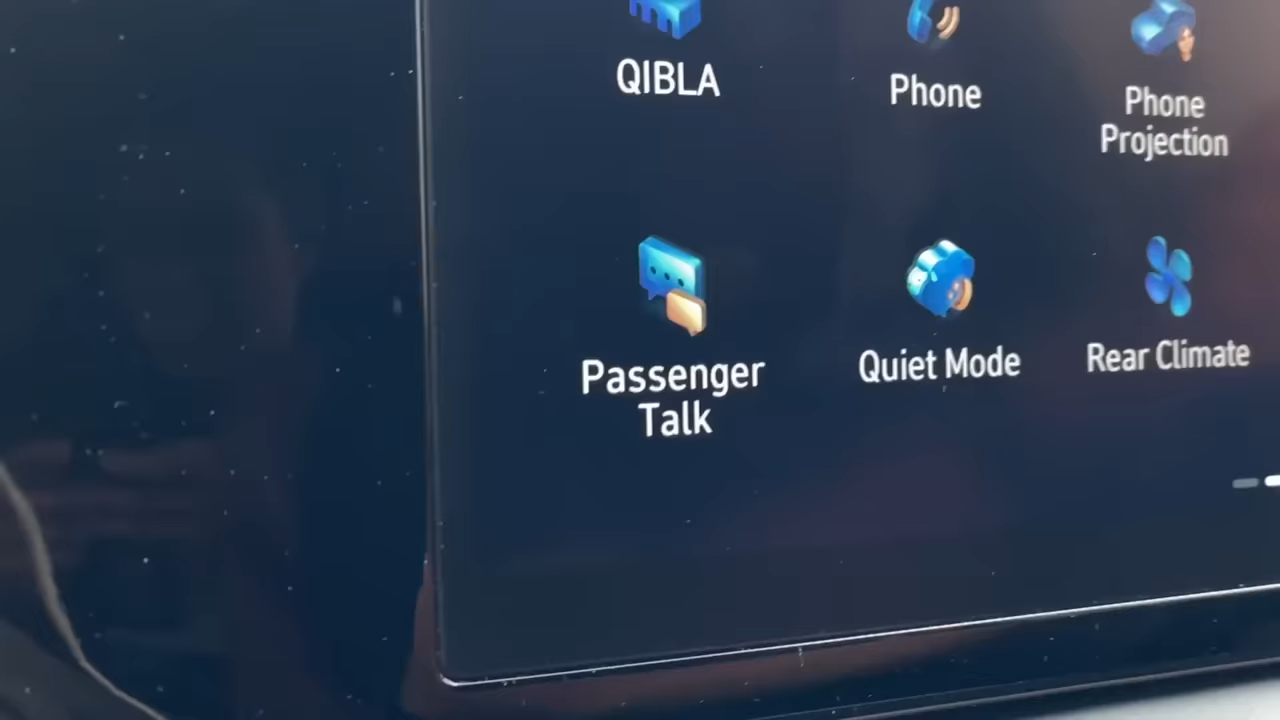 QIBLA
Phone
Phone
Projection
Passenger
Talk
Quiet Mode
Rear Climate